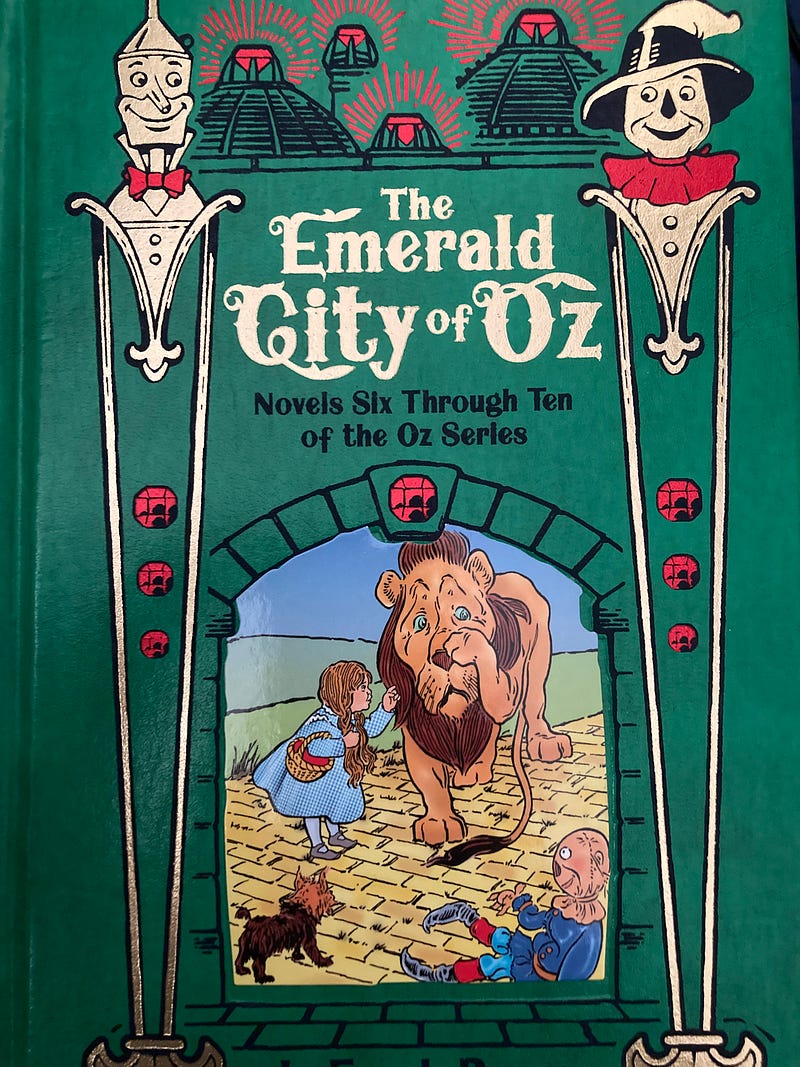 The
Emerald
City of Oz
Novels Six Through Ten
of the Oz Series